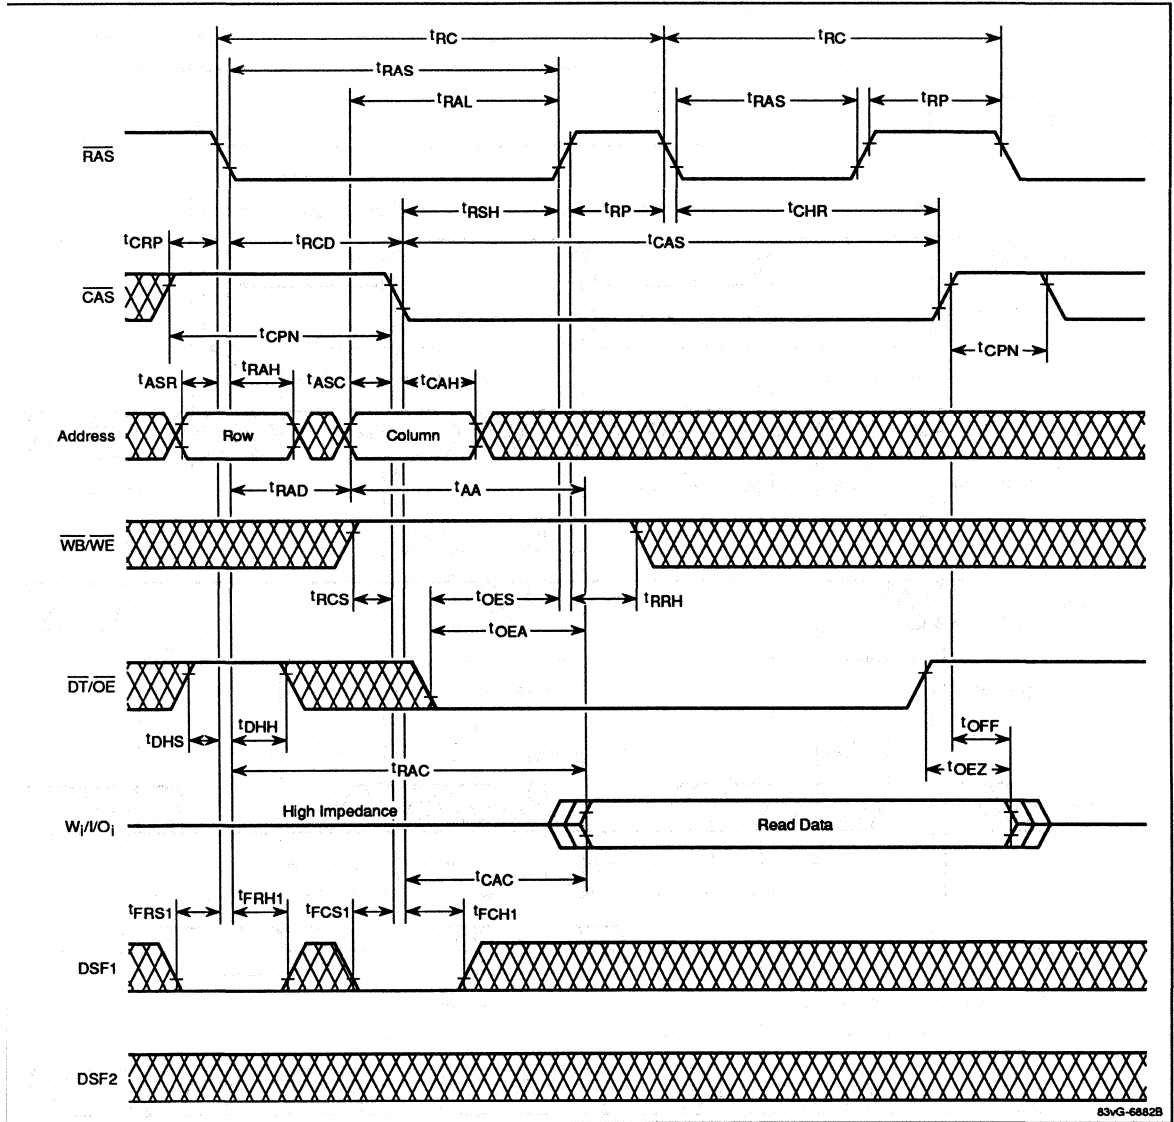 tRC tRC
tRAS
tRAL tRAS tRP
RAS
tRSH tRP tCHR
tCRP tRCD tCAS
CAS
tCPN tCPN
tASR tRAH tASC tCAH
Address Row Column
tRAD tAA
WB/WE
tRCS tOES tRRH
tOEA
DT/OE
tDHS tDHH tOFF
tRAC tOEZ
High Impedance
Wi/I/Oi Read Data
tCAC
tFRS1 tFRH1 tFCS1 tFCH1
DSF1
DSF2
83vG-6882B